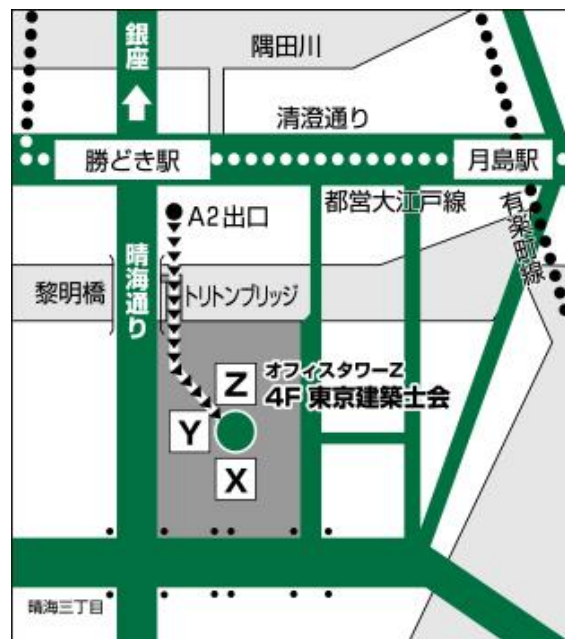 銀座
隅田川
清澄通り
勝どき駅
月島駅
都営大江戸線
有楽町線
A2出口
晴海通り
黎明橋
トリトンブリッジ
オフィスタワーZ
4F 東京建築士会
Z
Y
X
晴海三丁目